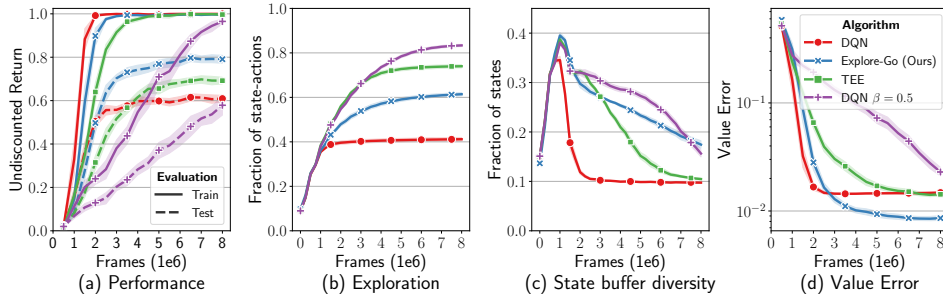 Undiscounted Return
1.0
0.8
0.6
0.4
0.2
0.0
Evaluation
Train
Test
0 1 2 3 4 5 6 7 8
Frames (1e6)
(a) Performance
Fraction of state-actions
1.0
0.8
0.6
0.4
0.2
0.0
0 1 2 3 4 5 6 7 8
Frames (1e6)
(b) Exploration
Fraction of states
0.4
0.3
0.2
0.1
0 1 2 3 4 5 6 7 8
Frames (1e6)
(c) State buffer diversity
Value Error
10⁻¹
10⁻²
Algorithm
DQN
Explore-Go (Ours)
TEE
DQN β = 0.5
0 1 2 3 4 5 6 7 8
Frames (1e6)
(d) Value Error